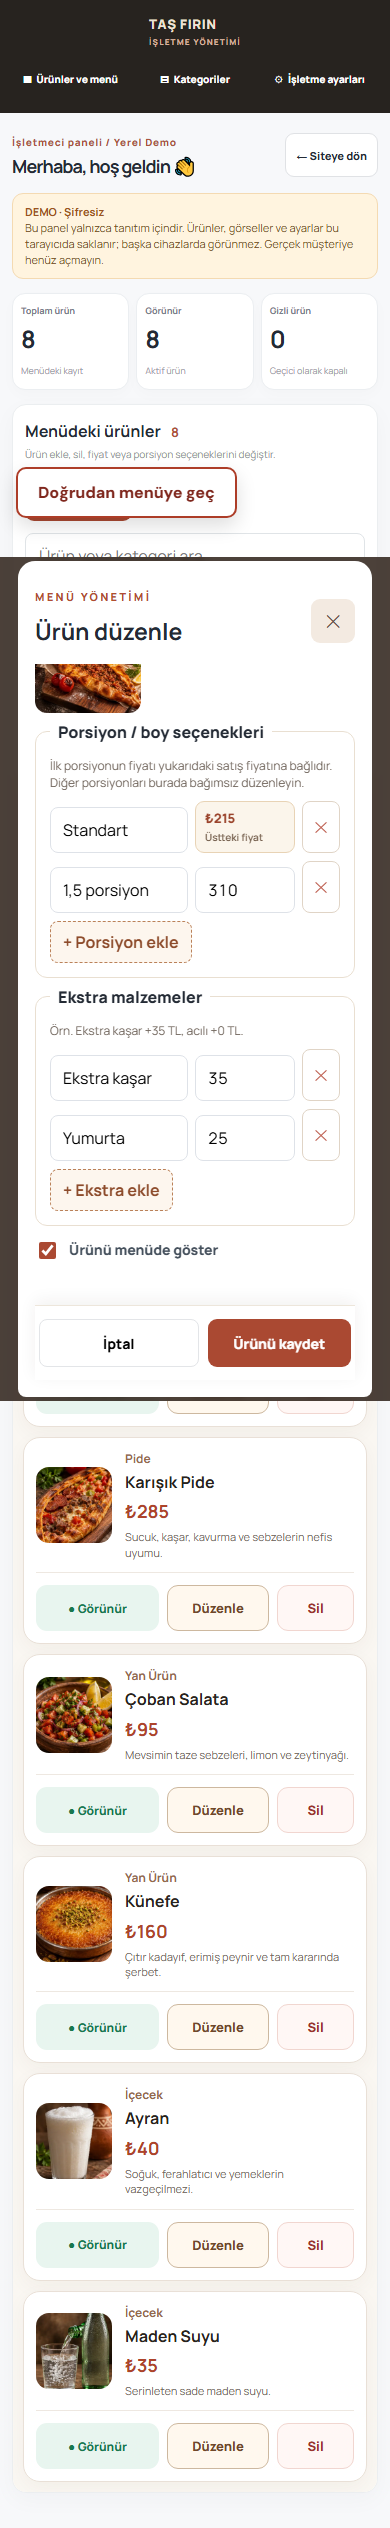 TAŞ FIRIN
İŞLETME YÖNETİMİ
Ürünler ve menü
Kategoriler
İşletme ayarları
İşletmeci paneli / Yerel Demo
Merhaba, hoş geldin 👋
← Siteye dön
DEMO · Şifresiz
Bu panel yalnızca tanıtım içindir. Ürünler, görseller ve ayarlar bu
tarayıcıda saklanır; başka cihazlarda görünmez. Gerçek müşteriye
henüz açmayın.
Toplam ürün
8
Menüdeki kayıt
Görünür
8
Aktif ürün
Gizli ürün
0
Geçici olarak kapalı
Menüdeki ürünler 8
Ürün ekle, sil, fiyat veya porsiyon seçeneklerini değiştir.
Doğrudan menüye geç
Ürün veya kategori ara
MENÜ YÖNETİMİ
Ürün düzenle
Porsiyon / boy seçenekleri
İlk porsiyonun fiyatı yukarıdaki satış fiyatına bağlıdır.
Diğer porsiyonları burada bağımsız düzenleyin.
Standart
₺215
Üstteki fiyat
1,5 porsiyon
310
+ Porsiyon ekle
Ekstra malzemeler
Örn. Ekstra kaşar +35 TL, acılı +0 TL.
Ekstra kaşar
35
Yumurta
25
+ Ekstra ekle
Ürünü menüde göster
İptal
Ürünü kaydet
Pide
Karışık Pide
₺285
Sucuk, kaşar, kavurma ve sebzelerin nefis
uyumu.
● Görünür
Düzenle
Sil
Yan Ürün
Çoban Salata
₺95
Mevsimin taze sebzeleri, limon ve zeytinyağı.
● Görünür
Düzenle
Sil
Yan Ürün
Künefe
₺160
Çıtır kadayıf, erimiş peynir ve tam kararında
şerbet.
● Görünür
Düzenle
Sil
İçecek
Ayran
₺40
Soğuk, ferahlatıcı ve yemeklerin
vazgeçilmezi.
● Görünür
Düzenle
Sil
İçecek
Maden Suyu
₺35
Serinleten sade maden suyu.
● Görünür
Düzenle
Sil